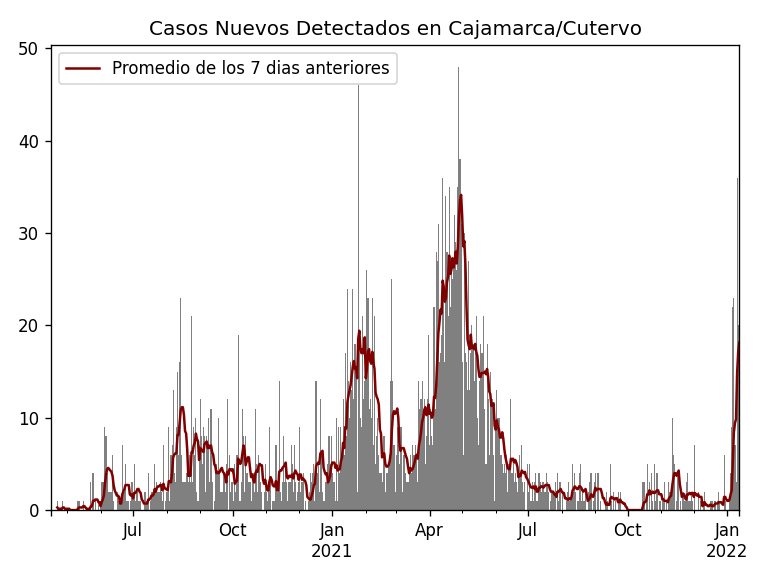 Casos Nuevos Detectados en Cajamarca/Cutervo
Promedio de los 7 dias anteriores
50
40
30
20
10
0
Jul Oct Jan Apr Jul Oct Jan
2021 2022